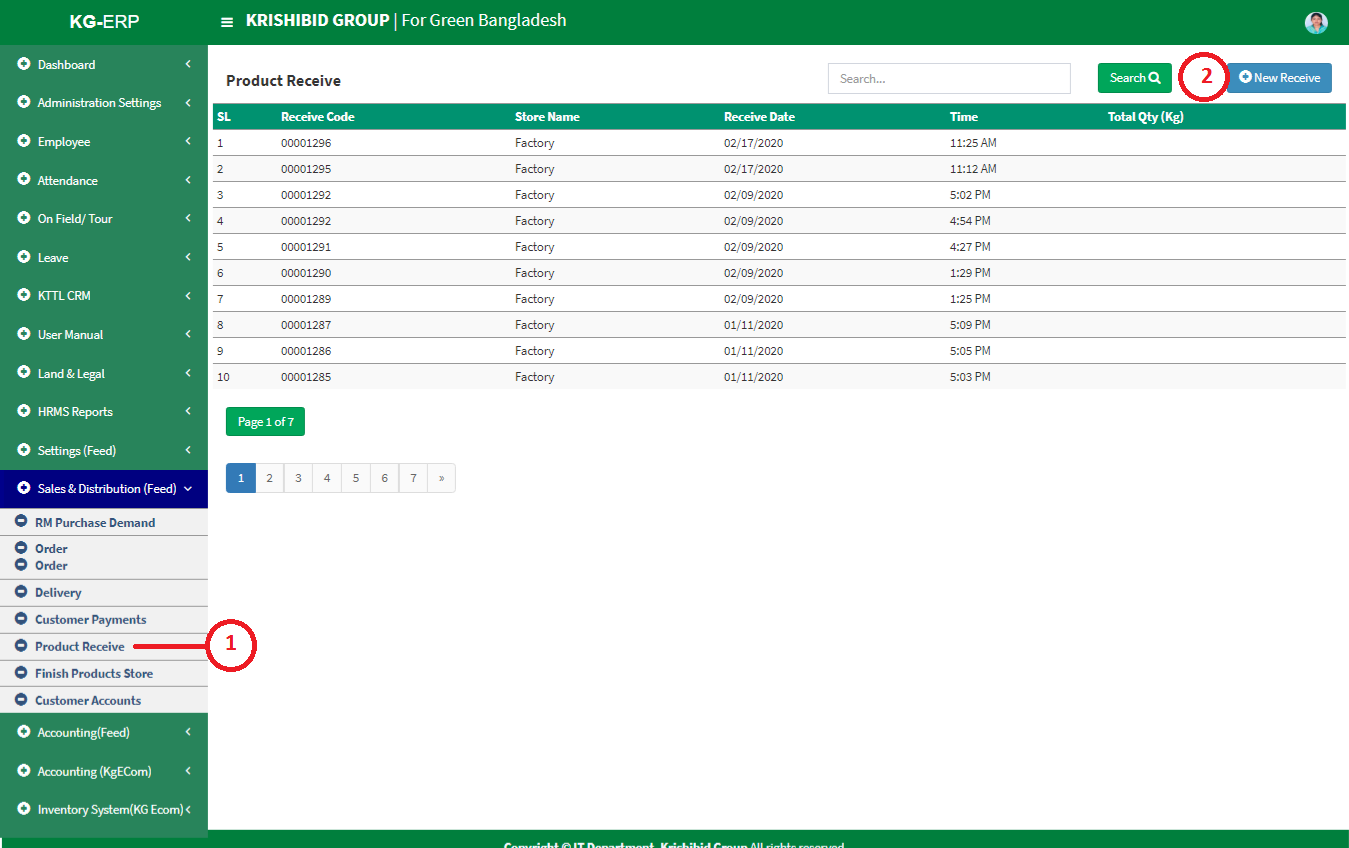 KG-ERP
KRISHIBID GROUP | For Green Bangladesh
Dashboard
Administration Settings
Employee
Attendance
On Field/ Tour
Leave
KTTL CRM
User Manual
Land & Legal
HRMS Reports
Settings (Feed)
Sales & Distribution (Feed)
RM Purchase Demand
Order
Order
Delivery
Customer Payments
Product Receive
1
Finish Products Store
Customer Accounts
Accounting(Feed)
Accounting (KgECom)
Inventory System(KG Ecom)
Product Receive
Search...
Search
2
New Receive
SL Receive Code Store Name Receive Date Time Total Qty (Kg)
1 00001296 Factory 02/17/2020 11:25 AM
2 00001295 Factory 02/17/2020 11:12 AM
3 00001292 Factory 02/09/2020 5:02 PM
4 00001292 Factory 02/09/2020 4:54 PM
5 00001291 Factory 02/09/2020 4:27 PM
6 00001290 Factory 02/09/2020 1:29 PM
7 00001289 Factory 02/09/2020 1:25 PM
8 00001287 Factory 01/11/2020 5:09 PM
9 00001286 Factory 01/11/2020 5:05 PM
10 00001285 Factory 01/11/2020 5:03 PM
Page 1 of 7
1 2 3 4 5 6 7 »
Copyright © IT Department, Krishibid Group All rights reserved